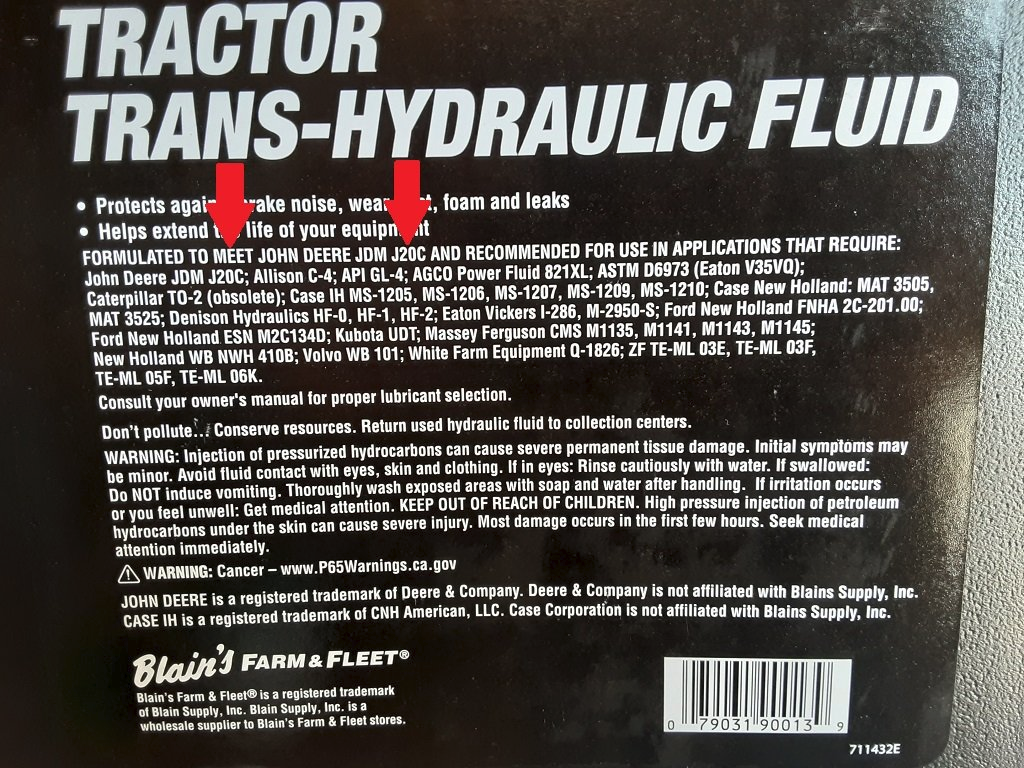 TRACTOR
TRANS-HYDRAULIC FLUID
• Protects brake noise, foam and leaks
• Helps extend life of your equipment
FORMULATED TO MEET JOHN DEERE JDM J20C AND RECOMMENDED FOR USE IN APPLICATIONS THAT REQUIRE:
John Deere JDM J20C; Allison C-4; API GL-4; AGCO Power Fluid 821XL; ASTM D6973 (Eaton V35VQ);
Caterpillar TO-2 (obsolete); Case IH MS-1205, MS-1206, MS-1207, MS-1209, MS-1210; Case New Holland: MAT 3505,
MAT 3525; Denison Hydraulics HF-0, HF-1, HF-2; Eaton Vickers I-286, M-2950-S; Ford New Holland FNHA 2C-201.00;
Ford New Holland ESN M2C134D; Kubota UDT; Massey Ferguson CMS M1135, M1141, M1143, M1145;
New Holland WB NWH 410B; Volvo WB 101; White Farm Equipment Q-1826; ZF TE-ML 03E, TE-ML 03F,
TE-ML 05F, TE-ML 06K.
Consult your owner's manual for proper lubricant selection.
Don't pollute... Conserve resources. Return used hydraulic fluid to collection centers.
WARNING: Injection of pressurized hydrocarbons can cause severe permanent tissue damage. Initial symptoms may
be minor. Avoid fluid contact with eyes, skin and clothing. If in eyes: Rinse cautiously with water. If swallowed:
Do NOT induce vomiting. Thoroughly wash exposed areas with soap and water after handling. If irritation occurs
or you feel unwell: Get medical attention. KEEP OUT OF REACH OF CHILDREN. High pressure injection of petroleum
hydrocarbons under the skin can cause severe injury. Most damage occurs in the first few hours. Seek medical
attention immediately.
WARNING: Cancer – www.P65Warnings.ca.gov
JOHN DEERE is a registered trademark of Deere & Company. Deere & Company is not affiliated with Blains Supply, Inc.
CASE IH is a registered trademark of CNH American, LLC. Case Corporation is not affiliated with Blains Supply, Inc.
Blain's FARM & FLEET®
Blain's Farm & Fleet® is a registered trademark
of Blain Supply, Inc. Blain Supply, Inc. is a
wholesale supplier to Blain's Farm & Fleet stores.
0 79031 90013 9
711432E